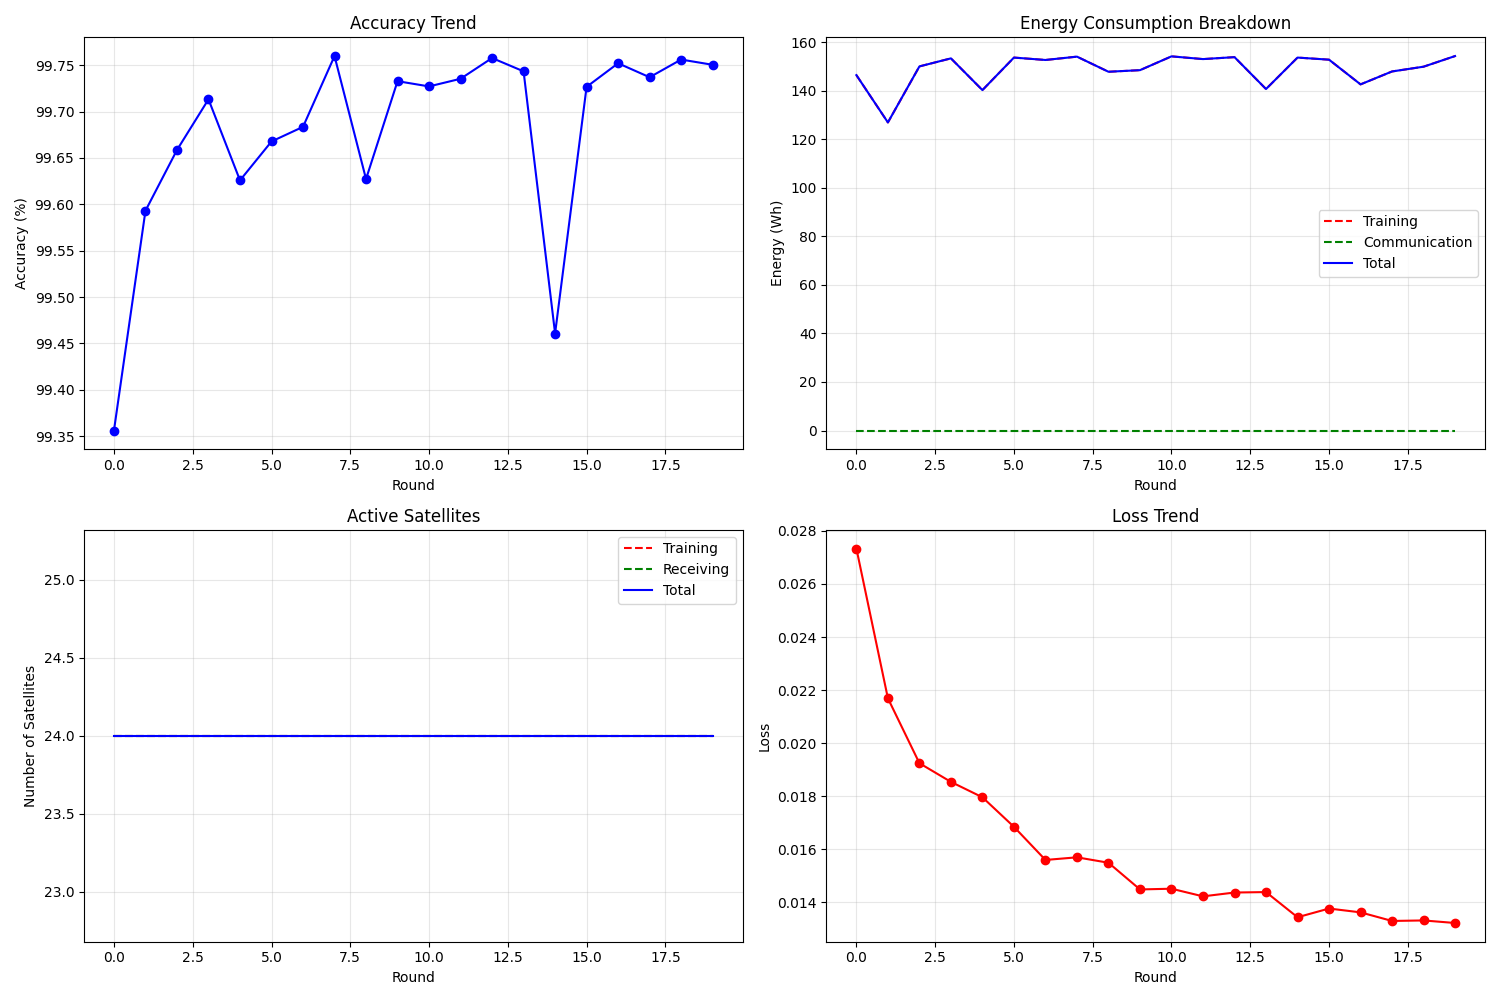 Accuracy Trend
Accuracy (%)
99.75
99.70
99.65
99.60
99.55
99.50
99.45
99.40
99.35
0.0 2.5 5.0 7.5 10.0 12.5 15.0 17.5
Round
Energy Consumption Breakdown
Energy (Wh)
160
140
120
100
80
60
40
20
0
Training
Communication
Total
0.0 2.5 5.0 7.5 10.0 12.5 15.0 17.5
Round
Active Satellites
Number of Satellites
25.0
24.5
24.0
23.5
23.0
Training
Receiving
Total
0.0 2.5 5.0 7.5 10.0 12.5 15.0 17.5
Round
Loss Trend
Loss
0.028
0.026
0.024
0.022
0.020
0.018
0.016
0.014
0.0 2.5 5.0 7.5 10.0 12.5 15.0 17.5
Round